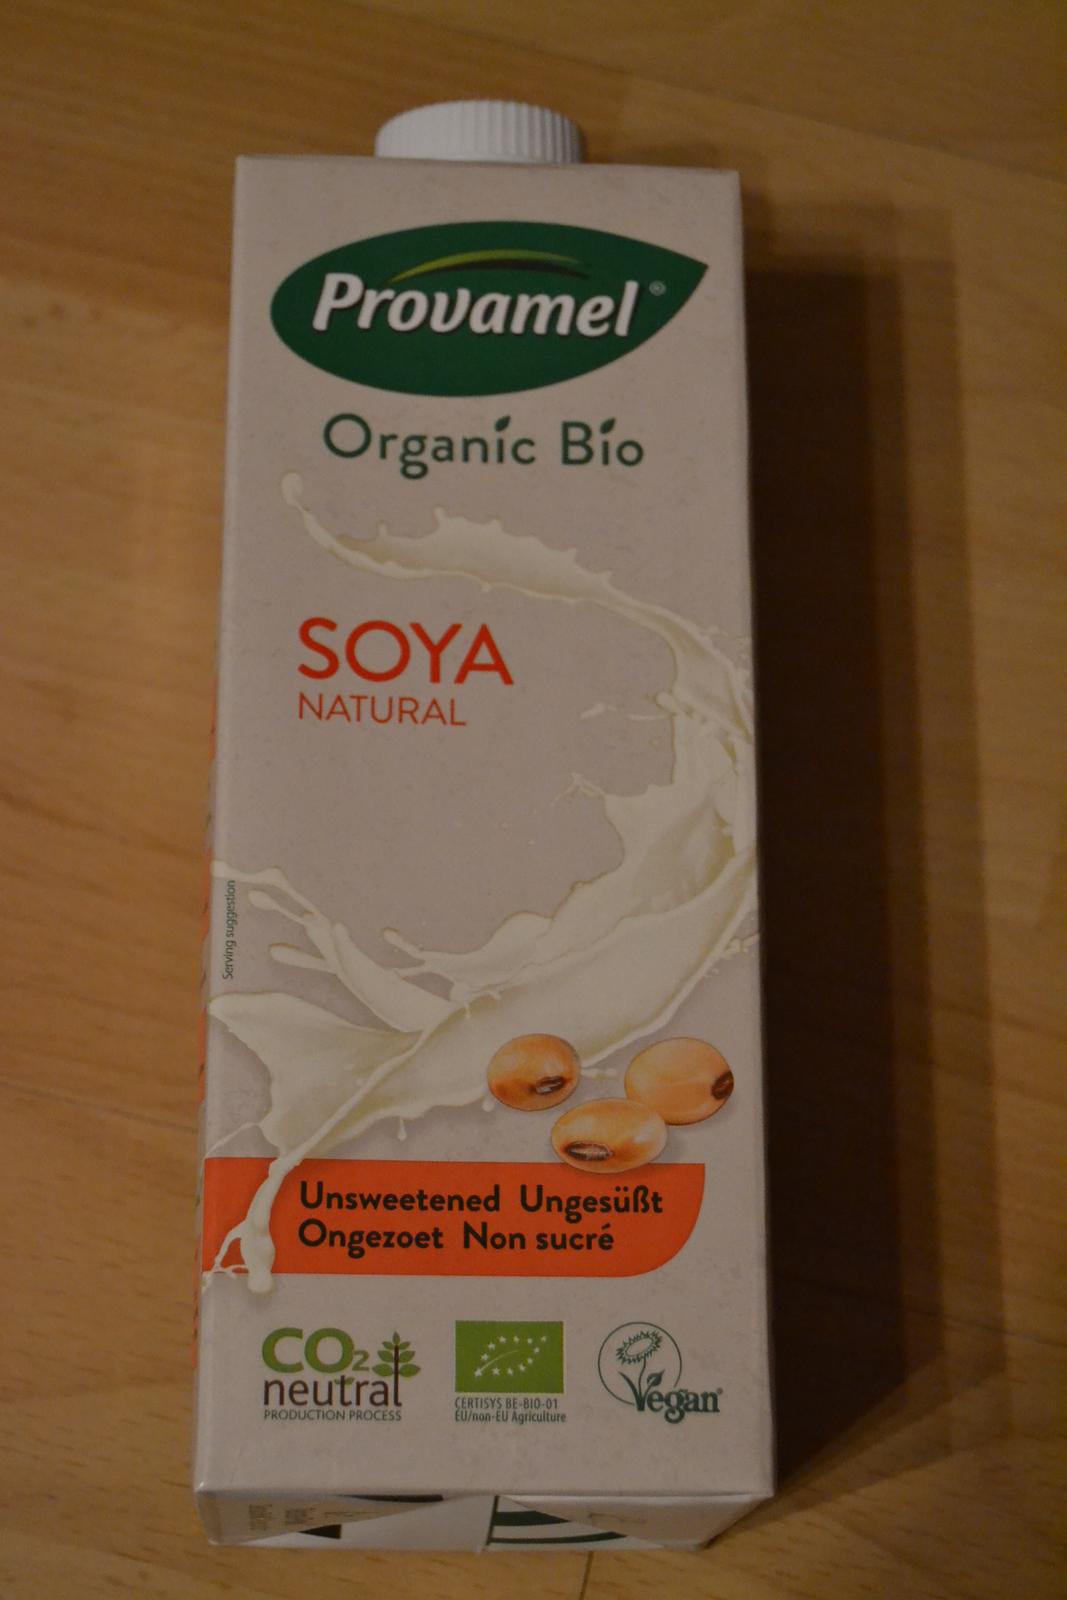 Provamel®
Organic Bio
SOYA
NATURAL
Serving suggestion
Unsweetened Ungesüßt
Ongezoet Non sucré
CO2
neutral
PRODUCTION PROCESS
CERTISYS BE-BIO-01
EU/non-EU Agriculture
Vegan